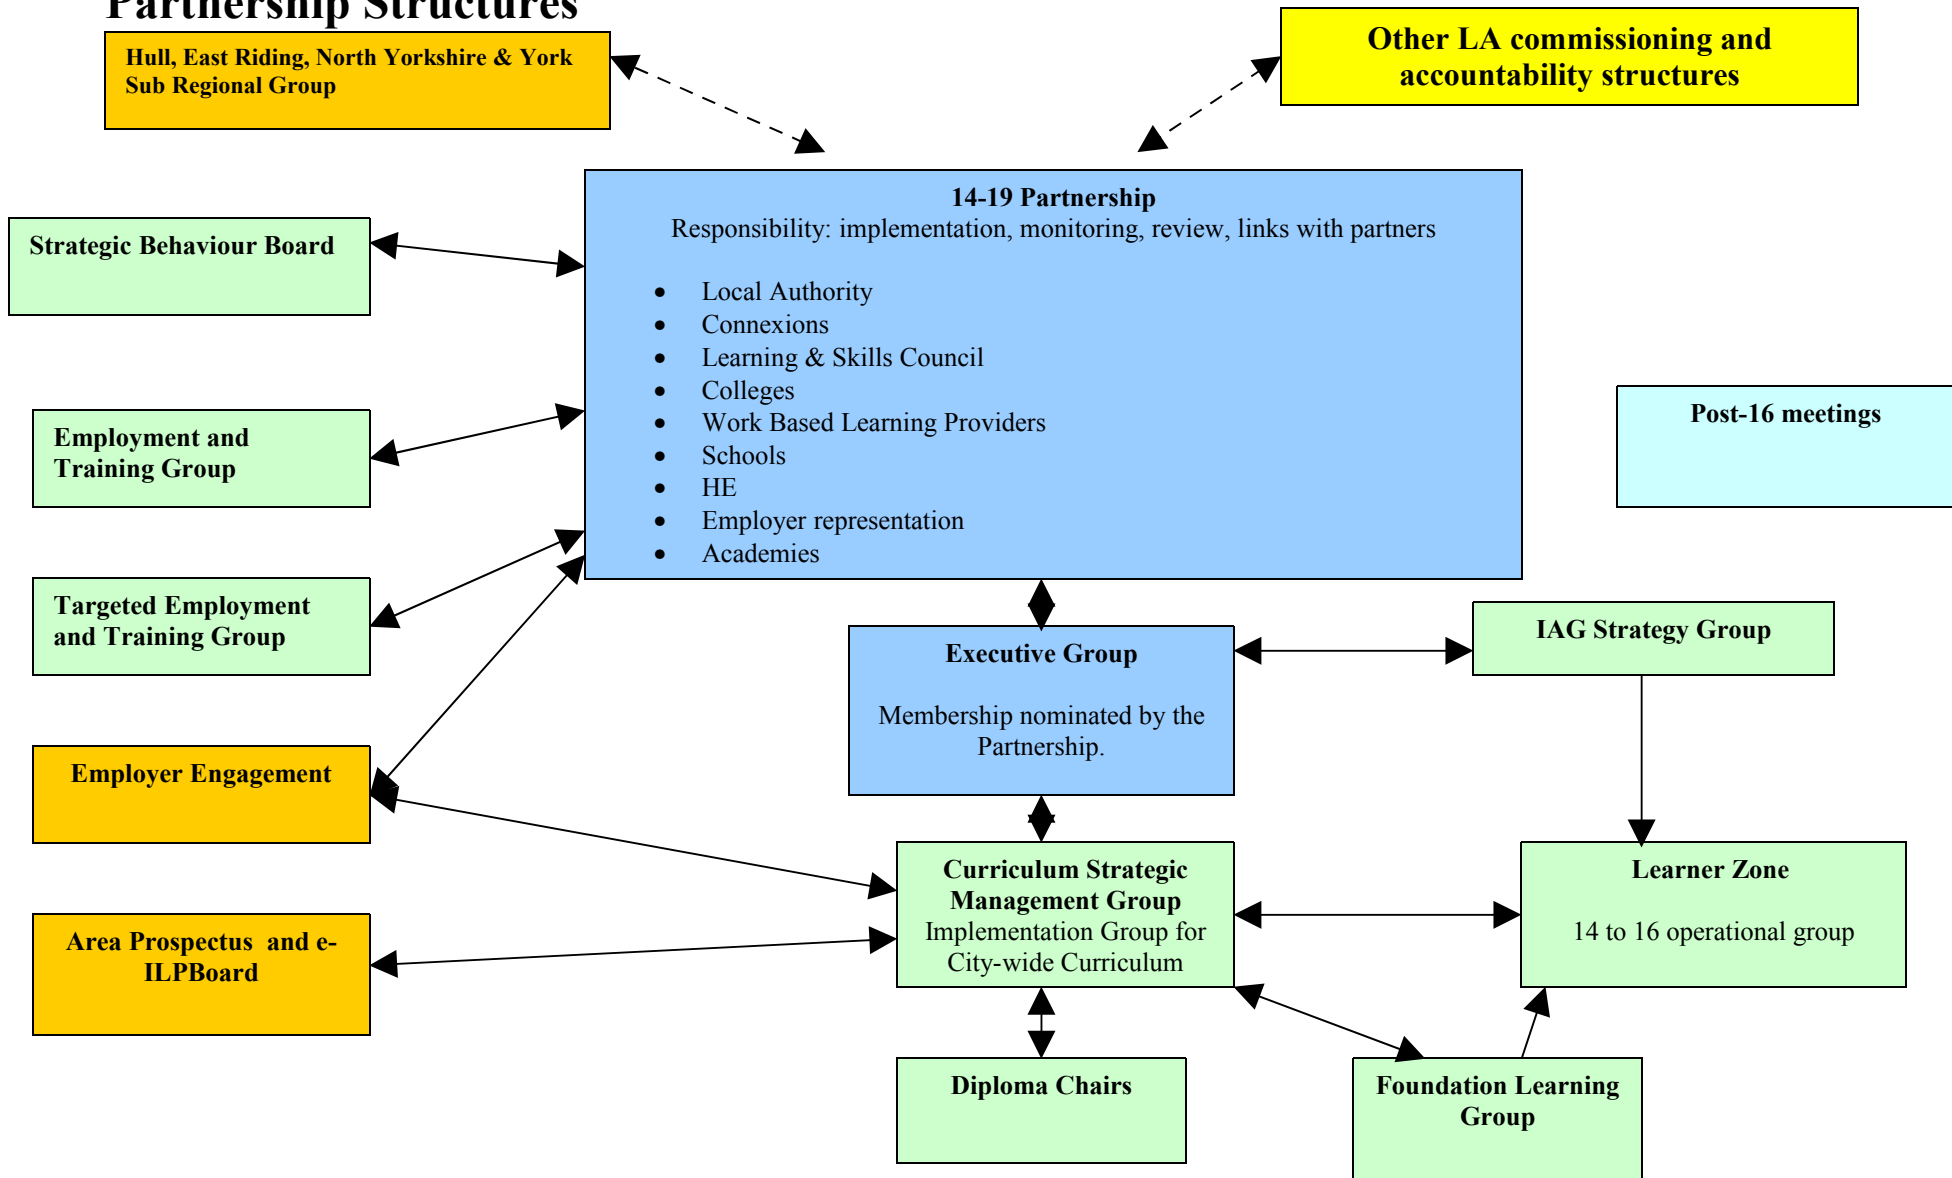 Partnership Structures
Hull, East Riding, North Yorkshire & York
Sub Regional Group
Other LA commissioning and
accountability structures
14-19 Partnership
Responsibility: implementation, monitoring, review, links with partners
• Local Authority
• Connexions
• Learning & Skills Council
• Colleges
• Work Based Learning Providers
• Schools
• HE
• Employer representation
• Academies
Strategic Behaviour Board
Employment and
Training Group
Post-16 meetings
Targeted Employment
and Training Group
Executive Group
Membership nominated by the
Partnership.
IAG Strategy Group
Employer Engagement
Curriculum Strategic
Management Group
Implementation Group for
City-wide Curriculum
Learner Zone
14 to 16 operational group
Area Prospectus  and e-
ILPBoard
Diploma Chairs
Foundation Learning
Group